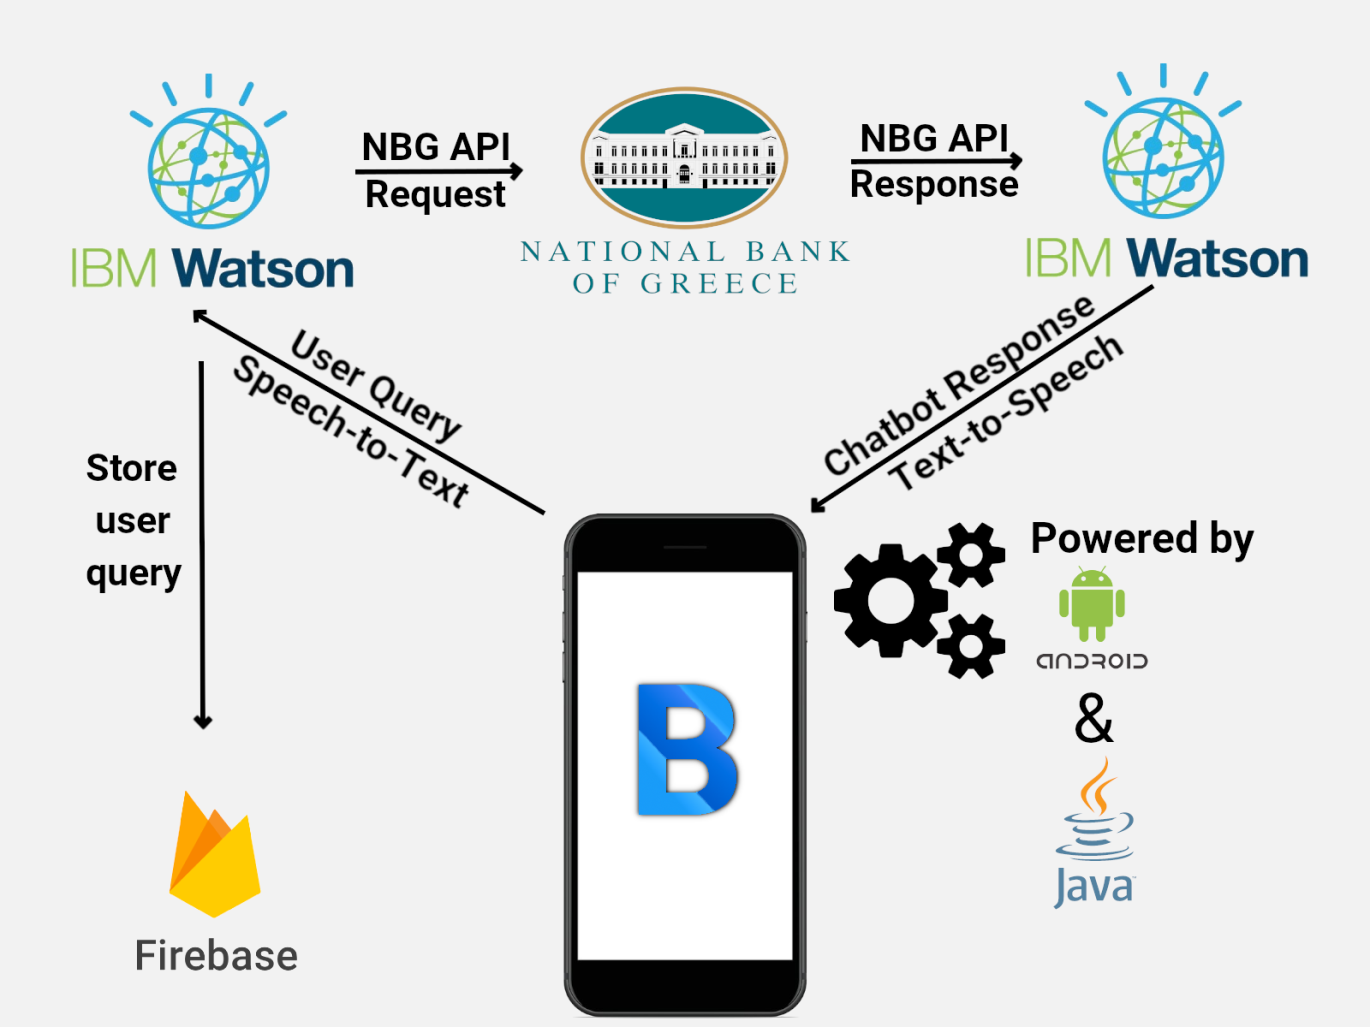 NBG API
Request
NBG API
Response
IBM Watson
NATIONAL BANK
OF GREECE
IBM Watson
User Query
Speech-to-Text
Chatbot Response
Text-to-Speech
Store
user
query
Powered by
ANDROID
&
B
Java™
Firebase